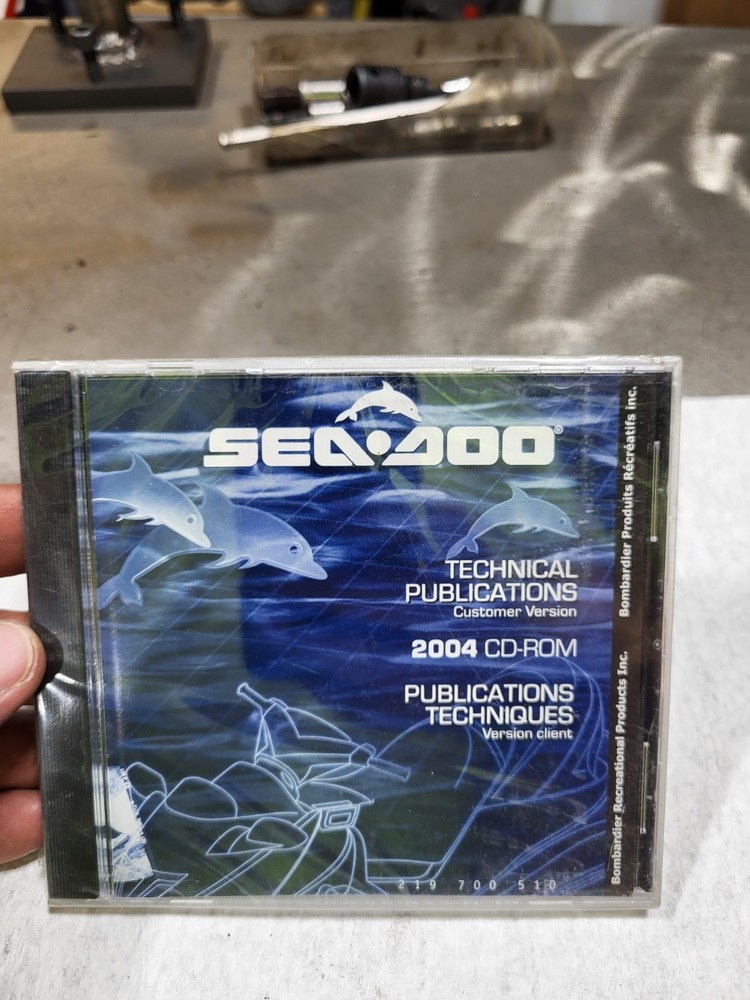 SEA•DOO®
TECHNICAL
PUBLICATIONS
Customer Version
2004 CD-ROM
PUBLICATIONS
TECHNIQUES
Version client
219 700 510
Bombardier Produits Récréatifs inc.
Bombardier Recreational Products Inc.